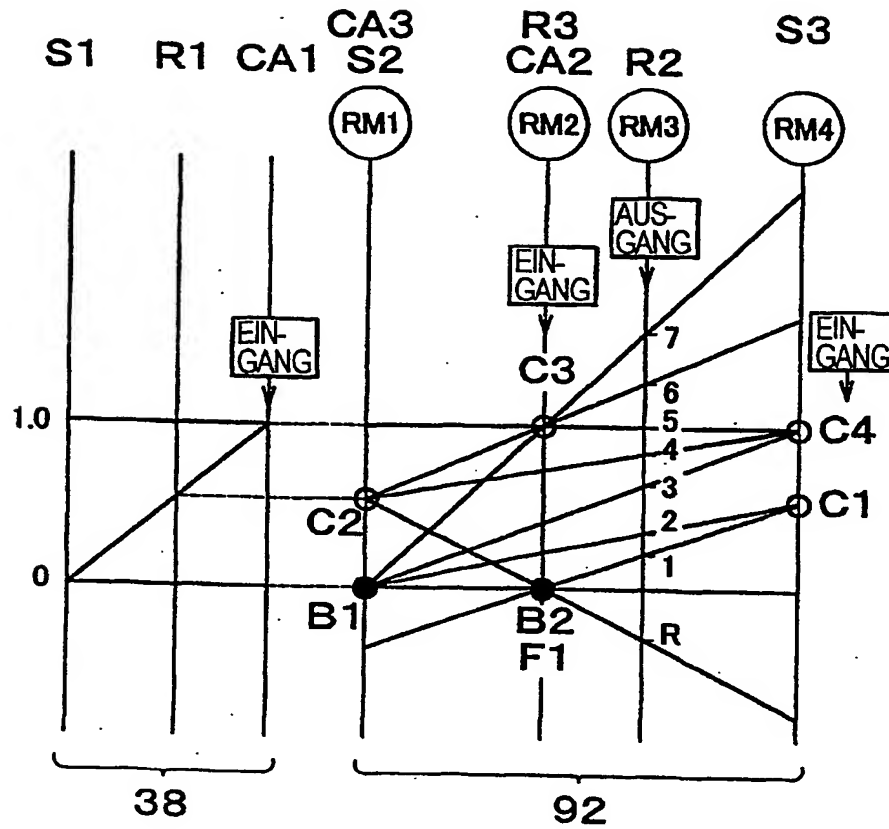 CA3 R3 S3
S1 R1 CA1 S2 CA2 R2
RM1 RM2 RM3 RM4
AUS-
GANG
EIN-
GANG
EIN-
GANG
EIN-
GANG
7
6
C3
1.0
5
C4
4
3
C2
2
C1
1
0
B1
B2
F1
R
38
92